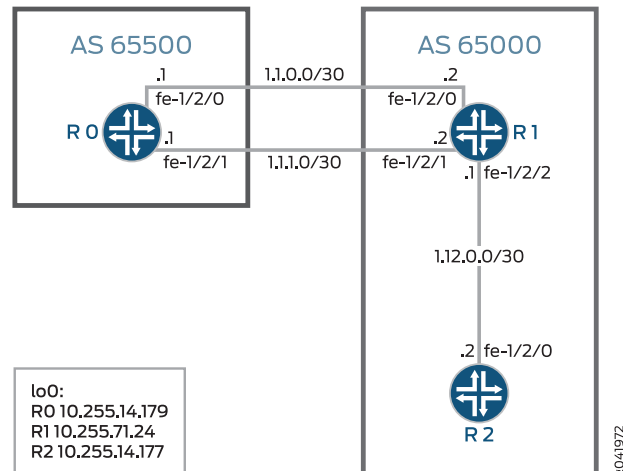 AS 65500
AS 65000
.1
1.1.0.0/30
.2
fe-1/2/0
fe-1/2/0
R0
.1
.2
R1
fe-1/2/1
1.1.1.0/30
fe-1/2/1
.1
fe-1/2/2
1.12.0.0/30
.2
fe-1/2/0
R2
lo0:
R0 10.255.14.179
R1 10.255.71.24
R2 10.255.14.177
g041972